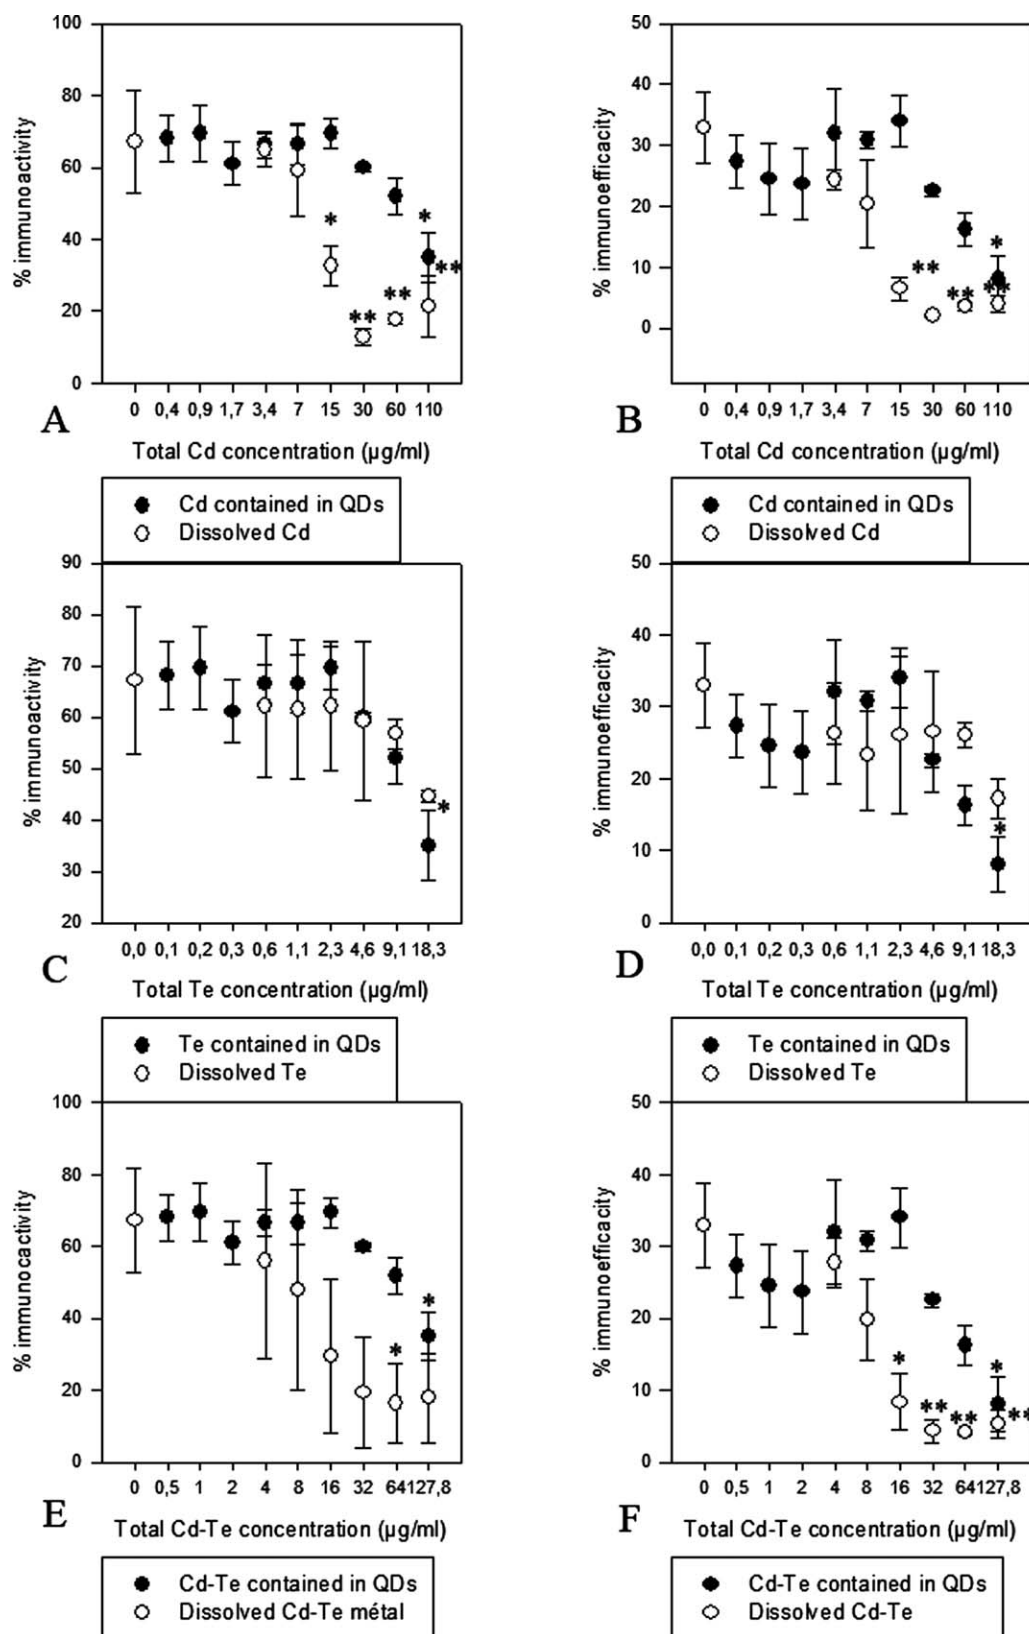 100
80
60
40
20
0
% immunoactivity
*
**
**
*
**
0 0,4 0,9 1,7 3,4 7 15 30 60 110
A
Total Cd concentration (µg/ml)
Cd contained in QDs
Dissolved Cd
50
40
30
20
10
0
% immunoefficacity
**
**
*
**
0 0,4 0,9 1,7 3,4 7 15 30 60 110
B
Total Cd concentration (µg/ml)
Cd contained in QDs
Dissolved Cd
90
80
70
60
50
40
30
20
% immunoactivity
*
0,0 0,1 0,2 0,3 0,6 1,1 2,3 4,6 9,1 18,3
C
Total Te concentration (µg/ml)
Te contained in QDs
Dissolved Te
50
40
30
20
10
0
% immunoefficacity
*
0,0 0,1 0,2 0,3 0,6 1,1 2,3 4,6 9,1 18,3
D
Total Te concentration (µg/ml)
Te contained in QDs
Dissolved Te
100
80
60
40
20
0
% immunocactivity
*
*
0 0,5 1 2 4 8 16 32 64127,8
E
Total Cd-Te concentration (µg/ml)
Cd-Te contained in QDs
Dissolved Cd-Te métal
50
40
30
20
10
0
% immunoefficacity
*
**
**
*
**
0 0,5 1 2 4 8 16 32 64127,8
F
Total Cd-Te concentration (µg/ml)
Cd-Te contained in QDs
Dissolved Cd-Te